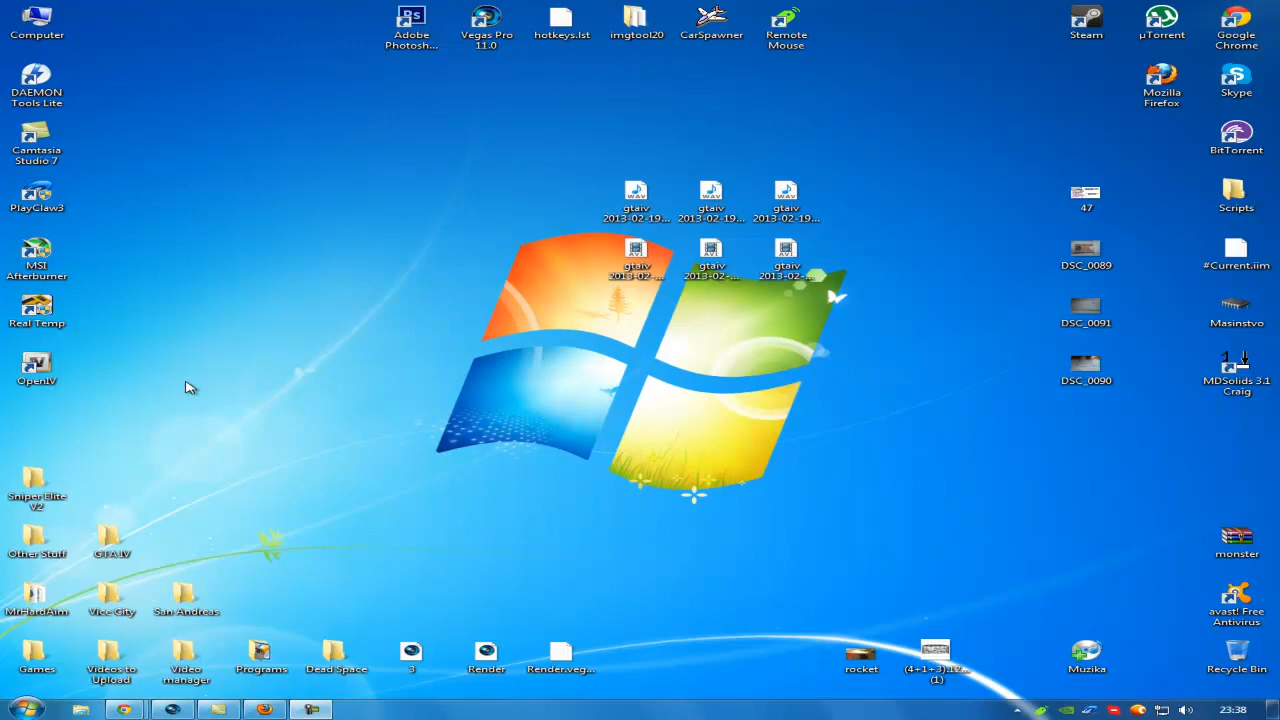 Computer
Adobe
Photosh...
Vegas Pro
11.0
hotkeys.lst
imgtool20
CarSpawner
Remote
Mouse
Steam
µTorrent
Google
Chrome
DAEMON
Tools Lite
Mozilla
Firefox
Skype
Camtasia
Studio 7
BitTorrent
PlayClaw3
gtaiv
2013-02-19...
gtaiv
2013-02-19...
gtaiv
2013-02-19...
47
Scripts
MSI
Afterburner
gtaiv
2013-02-...
gtaiv
2013-02-...
gtaiv
2013-02-...
DSC_0089
#Current.iim
Real Temp
DSC_0091
Masinstvo
OpenIV
DSC_0090
MDSolids 3.1
Craig
Sniper Elite
V2
Other Stuff
GTA IV
monster
MrHardAim
Vice City
San Andreas
avast! Free
Antivirus
Games
Videos to
Upload
Video
manager
Programs
Dead Space
3
Render
Render.veg...
rocket
(4+1+3).12...
(1)
Muzika
Recycle Bin
23:38